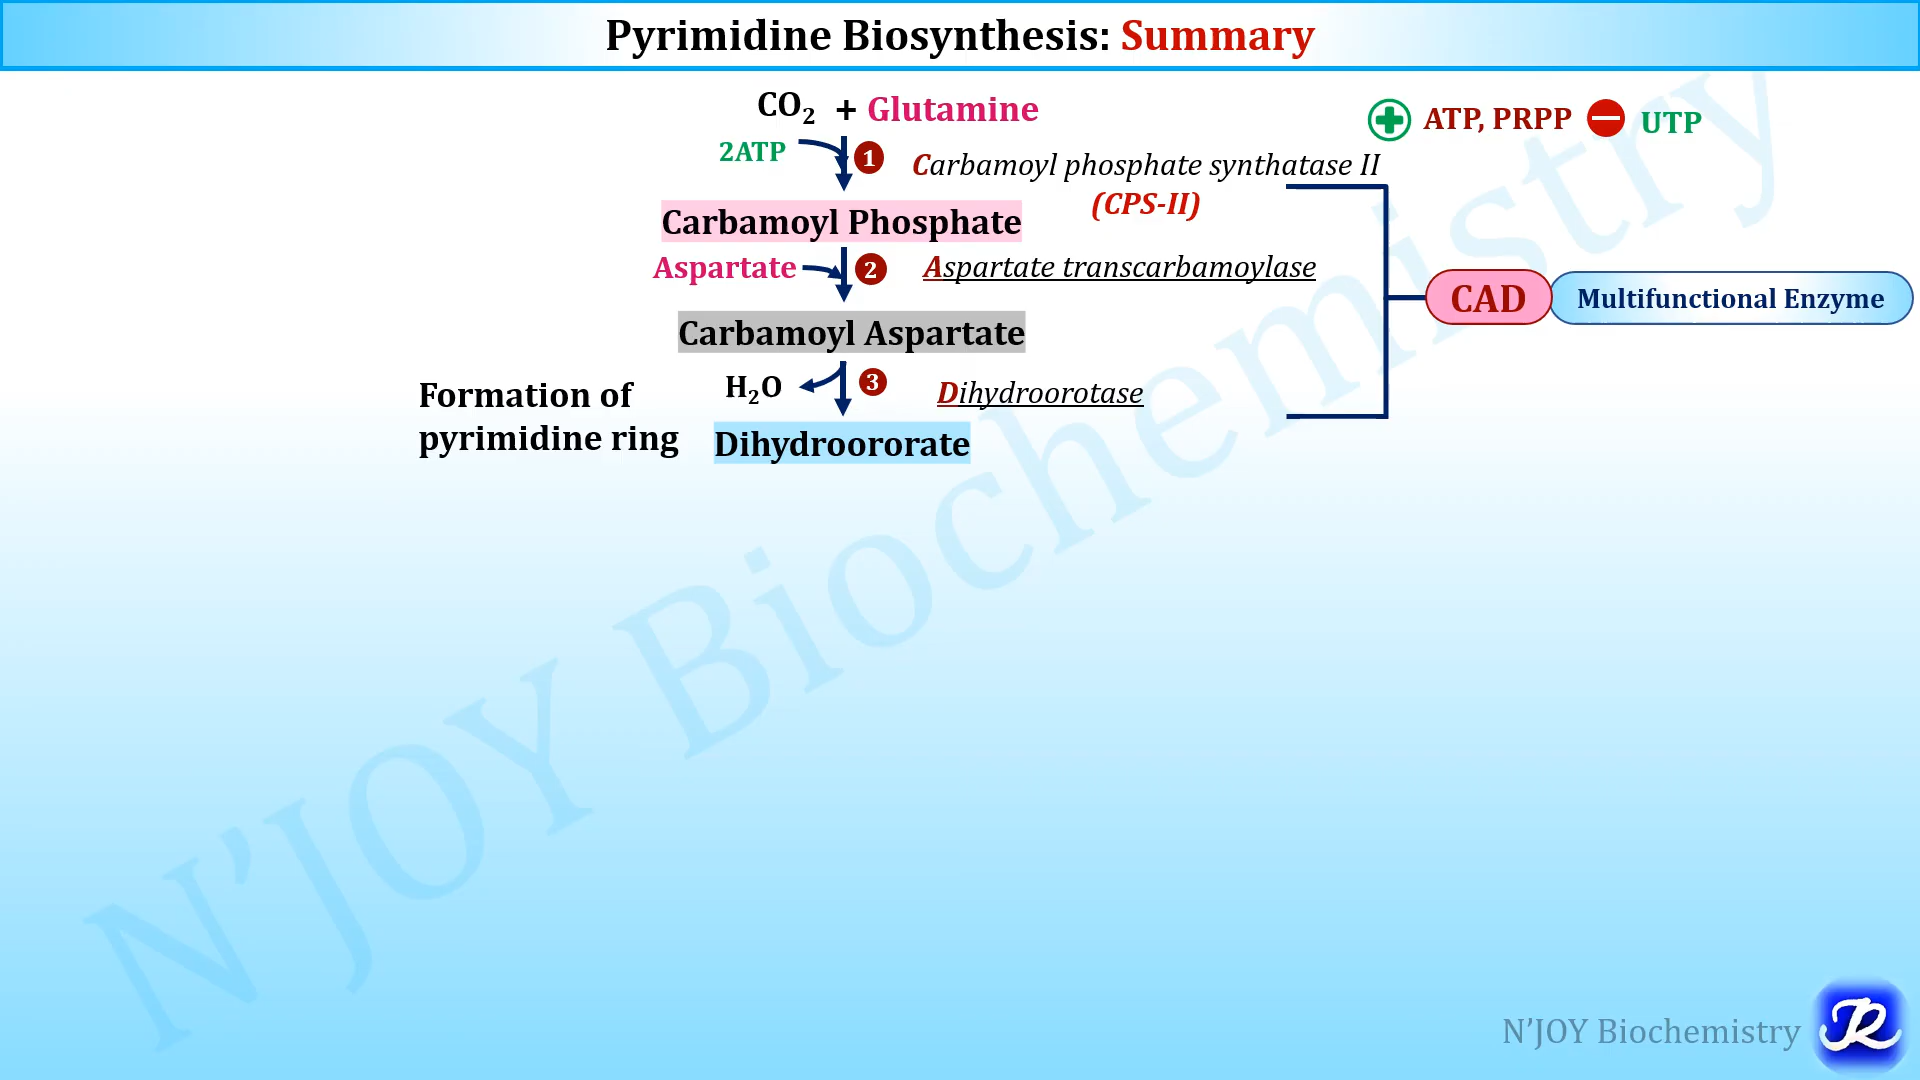 Pyrimidine Biosynthesis: Summary
CO₂ + Glutamine
ATP, PRPP
UTP
2ATP
1
Carbamoyl phosphate synthatase II
(CPS-II)
Carbamoyl Phosphate
Aspartate
2
Aspartate transcarbamoylase
CAD
Multifunctional Enzyme
Carbamoyl Aspartate
H₂O
3
Dihydroorotase
Formation of
pyrimidine ring
Dihydroororate
N’JOY Biochemistry
N’JOY Biochemistry
R